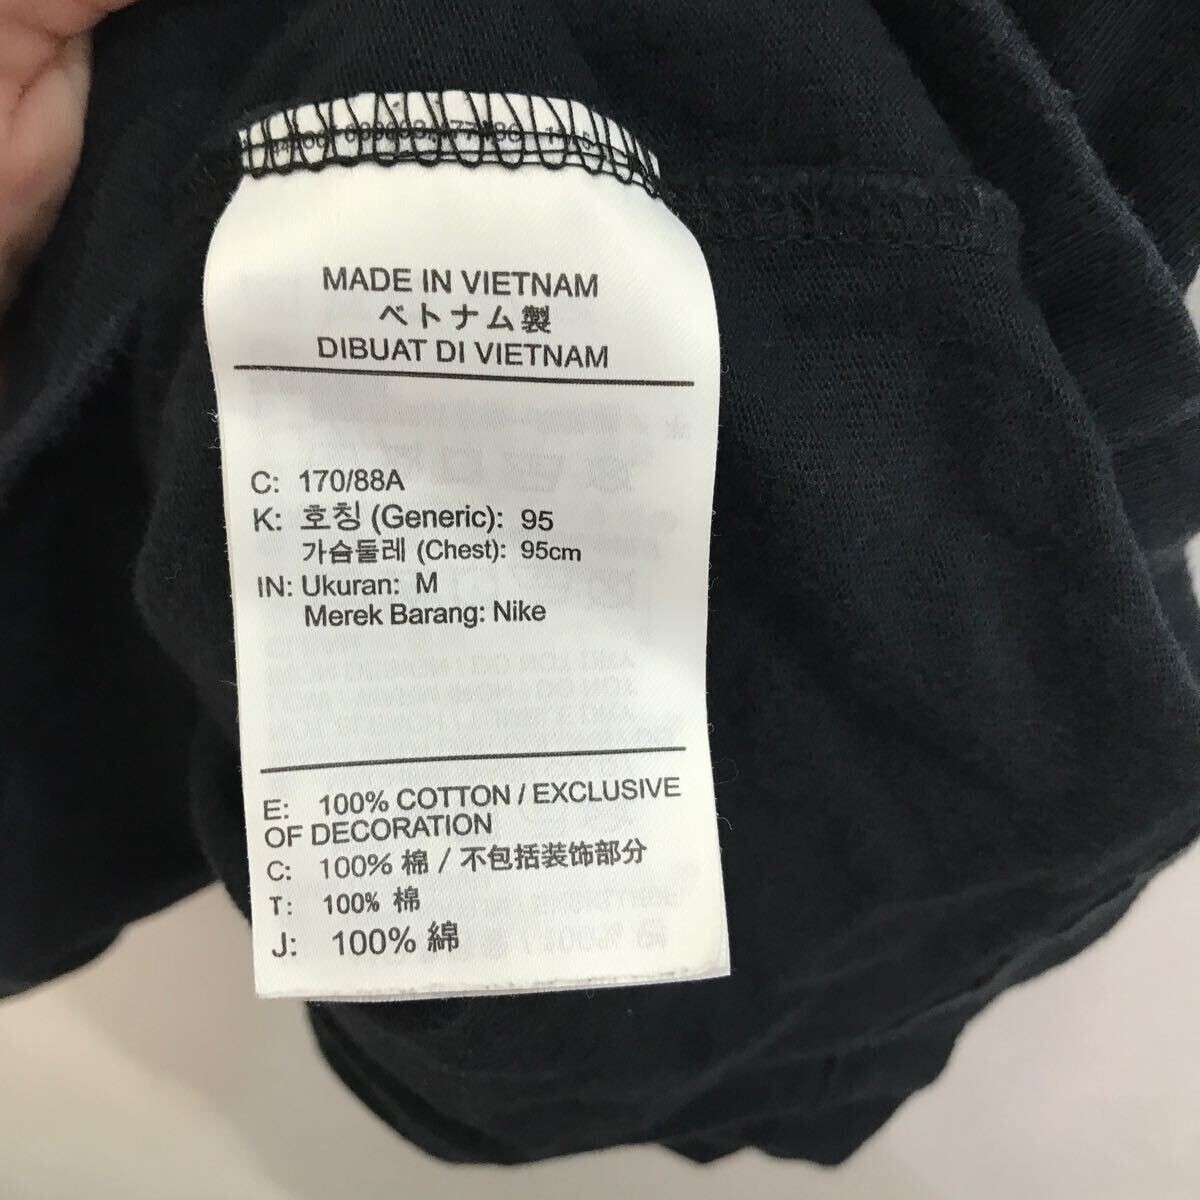 MADE IN VIETNAM
ベトナム製
DIBUAT DI VIETNAM
C: 170/88A
K: 호칭 (Generic): 95
가슴둘레 (Chest): 95cm
IN: Ukuran: M
Merek Barang: Nike
E: 100% COTTON / EXCLUSIVE
OF DECORATION
C: 100% 棉 / 不包括装饰部分
T: 100% 棉
J: 100% 綿